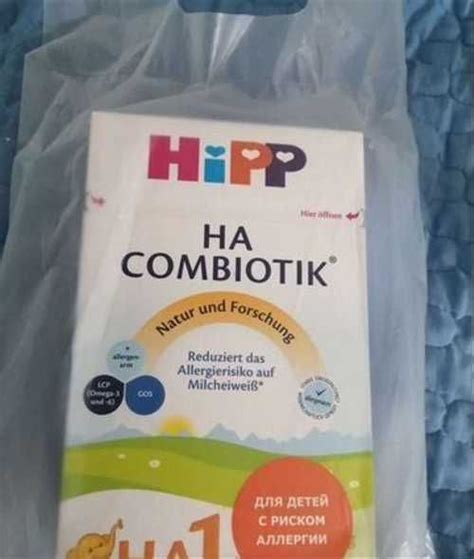 HiPP
Hier öffnen
HA
COMBIOTIK®
Natur und Forschung
allergen-
arm
Reduziert das
Allergierisiko auf
Milcheiweiß*
LCP
(Omega-3
und -6)
GOS
HA1
ДЛЯ ДЕТЕЙ
С РИСКОМ
АЛЛЕРГИИ